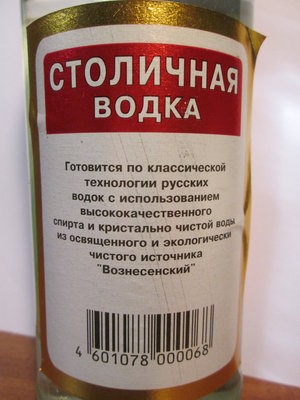 СТОЛИЧНАЯ
ВОДКА
Готовится по классической
технологии русских
водок с использованием
высококачественного
спирта и кристально чистой воды
из освященного и экологически
чистого источника
"Вознесенский"
4 601078 000068